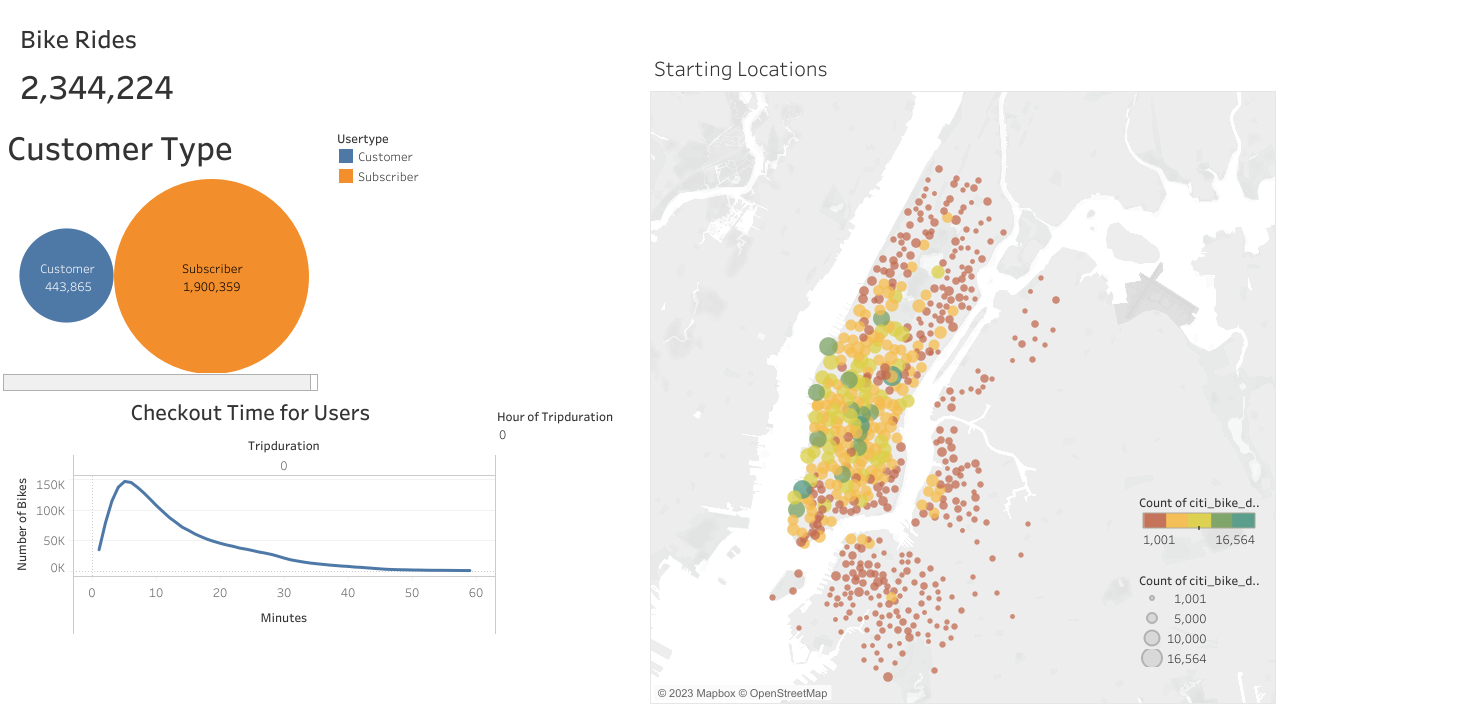 Bike Rides
2,344,224
Customer Type
Usertype
Customer
Subscriber
Customer
443,865
Subscriber
1,900,359
Checkout Time for Users
Hour of Tripduration
0
Tripduration
0
Number of Bikes
150K
100K
50K
0K
0 10 20 30 40 50 60
Minutes
Starting Locations
Count of citi_bike_d..
1,001 16,564
Count of citi_bike_d..
1,001
5,000
10,000
16,564
© 2023 Mapbox © OpenStreetMap